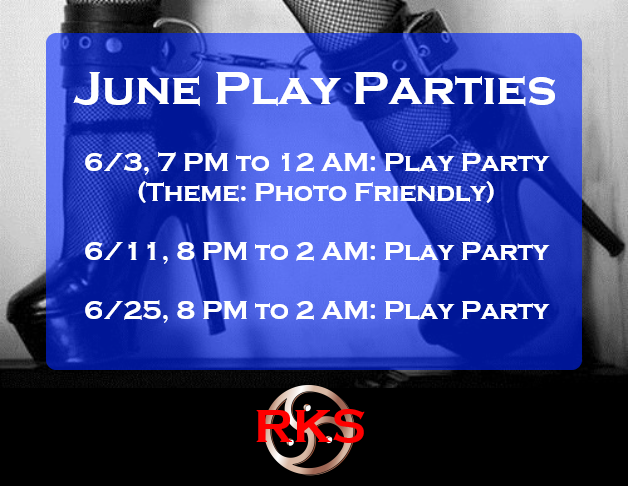 June Play Parties
6/3, 7 PM to 12 AM: Play Party
(Theme: Photo Friendly)
6/11, 8 PM to 2 AM: Play Party
6/25, 8 PM to 2 AM: Play Party
RKS